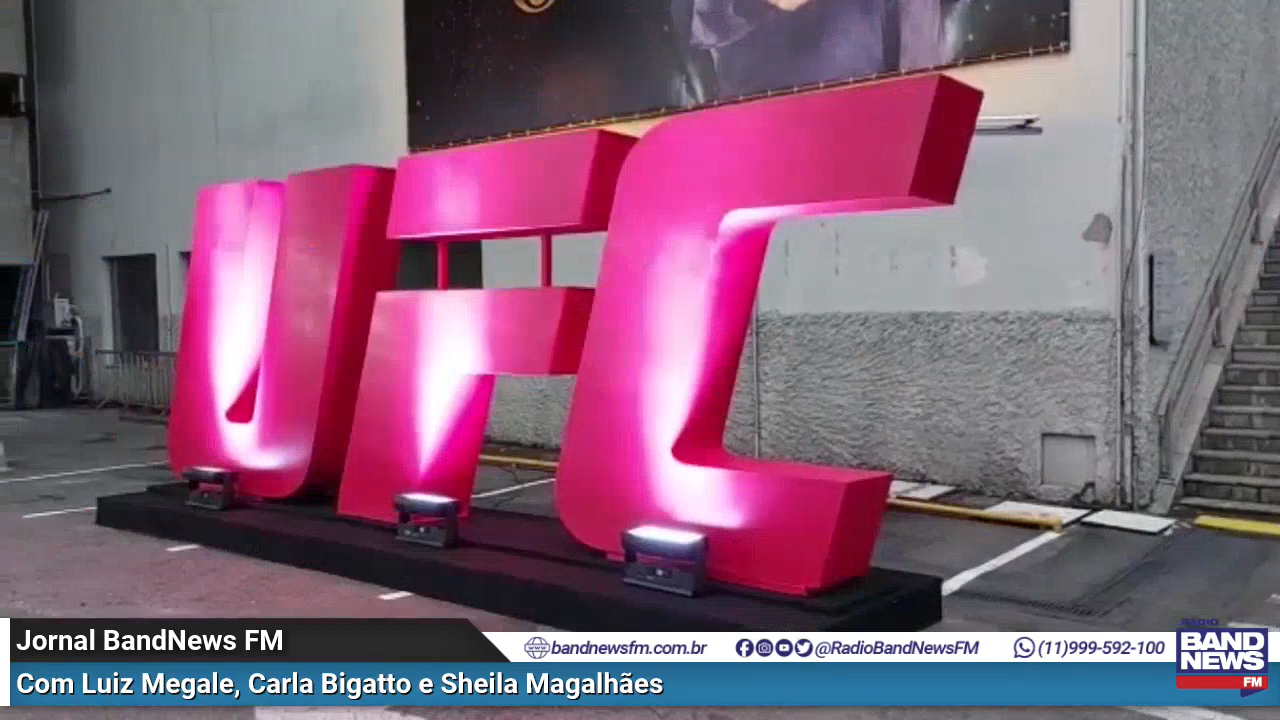 UFC
Jornal BandNews FM
bandnewsfm.com.br
@RadioBandNewsFM
(11)999-592-100
RÁDIO
BAND
NEWS
FM
Com Luiz Megale, Carla Bigatto e Sheila Magalhães